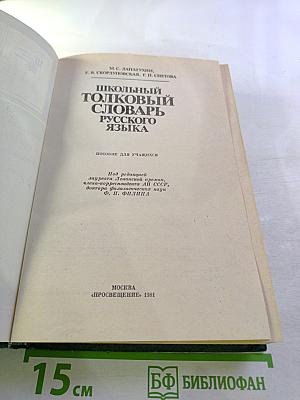 М. С. ЛАПАТУХИН,
Е. В. СКОРЛУПОВСКАЯ, Г. П. СНЕТОВА
ШКОЛЬНЫЙ
ТОЛКОВЫЙ
СЛОВАРЬ
РУССКОГО
ЯЗЫКА
ПОСОБИЕ ДЛЯ УЧАЩИХСЯ
Под редакцией
лауреата Ленинской премии,
члена-корреспондента АН СССР,
доктора филологических наук
Ф. П. ФИЛИНА
МОСКВА
«ПРОСВЕЩЕНИЕ» 1981
15 см
БФ БИБЛИОФАН